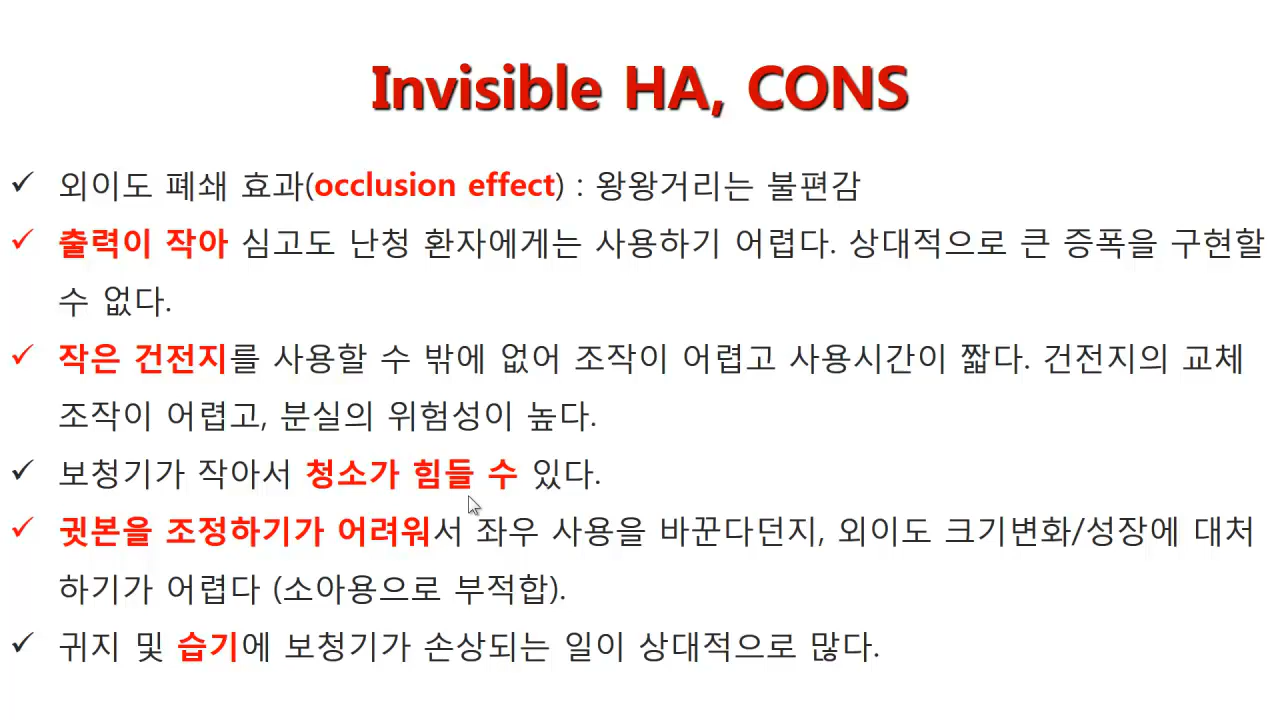 Invisible HA, CONS
✓ 외이도 폐쇄 효과(occlusion effect) : 왕왕거리는 불편감
✓ 출력이 작아 심고도 난청 환자에게는 사용하기 어렵다. 상대적으로 큰 증폭을 구현할
수 없다.
✓ 작은 건전지를 사용할 수 밖에 없어 조작이 어렵고 사용시간이 짧다. 건전지의 교체
조작이 어렵고, 분실의 위험성이 높다.
✓ 보청기가 작아서 청소가 힘들 수 있다.
✓ 귓본을 조정하기가 어려워서 좌우 사용을 바꾼다던지, 외이도 크기변화/성장에 대처
하기가 어렵다 (소아용으로 부적합).
✓ 귀지 및 습기에 보청기가 손상되는 일이 상대적으로 많다.